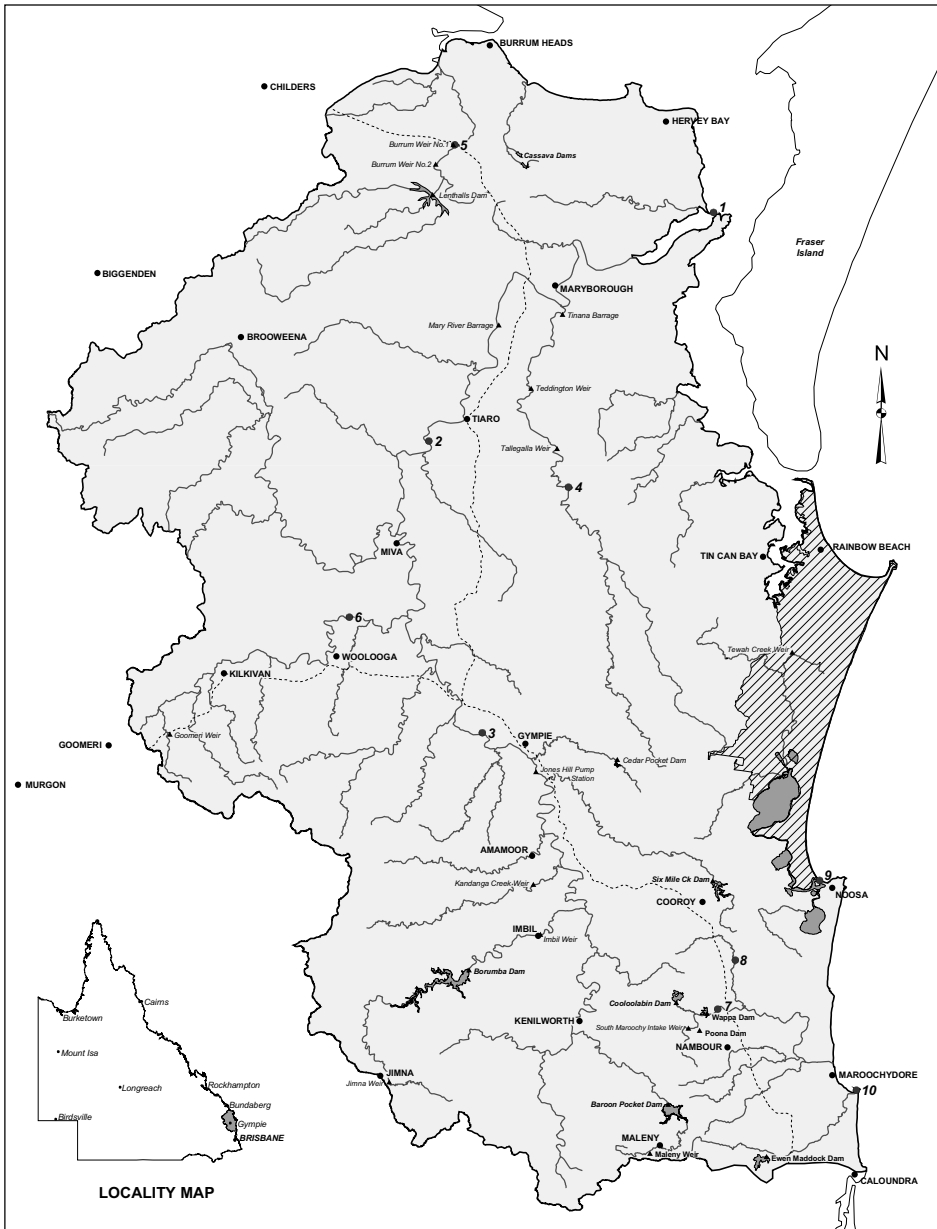 BURRUM HEADS
CHILDERS
HERVEY BAY
Burrum Weir No.1
5
Cassava Dams
Burrum Weir No.2
Lenthalls Dam
1
Fraser
Island
BIGGENDEN
MARYBOROUGH
Tinana Barrage
Mary River Barrage
BROOWEENA
N
Teddington Weir
TIARO
2
Tallegalla Weir
4
MIVA
TIN CAN BAY
RAINBOW BEACH
6
Tewah Creek Weir
WOOLOOGA
KILKIVAN
Goomeri Weir
3
GOOMERI
GYMPIE
Cedar Pocket Dam
Jones Hill Pump
Station
MURGON
AMAMOOR
Kandanga Creek Weir
Six Mile Ck Dam
9
NOOSA
COOROY
IMBIL
Imbil Weir
8
Borumba Dam
Cooloolabin Dam
7
Wappa Dam
KENILWORTH
South Maroochy Intake Weir
Poona Dam
NAMBOUR
JIMNA
Jimna Weir
MAROOCHYDORE
10
Baroon Pocket Dam
MALENY
Maleny Weir
Ewen Maddock Dam
CALOUNDRA
Cairns
Burketown
Mount Isa
Longreach
Rockhampton
Bundaberg
Birdsville
Gympie
BRISBANE
LOCALITY MAP